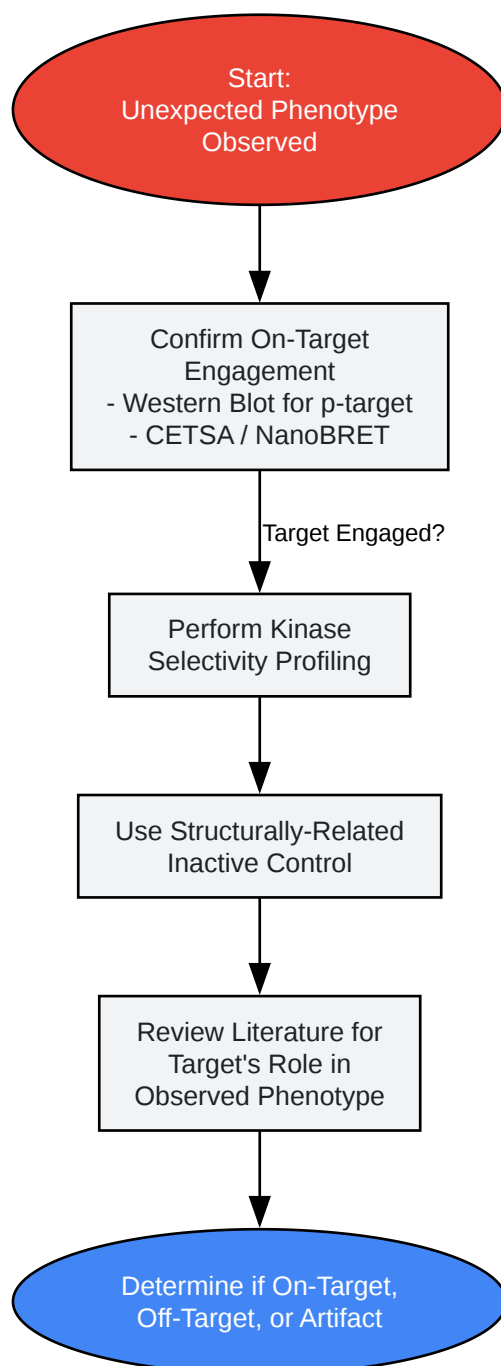 Start:
Unexpected Phenotype
Observed
Confirm On-Target
Engagement
- Western Blot for p-target
- CETSA / NanoBRET
Target Engaged?
Perform Kinase
Selectivity Profiling
Use Structurally-Related
Inactive Control
Review Literature for
Target's Role in
Observed Phenotype
Determine if On-Target,
Off-Target, or Artifact